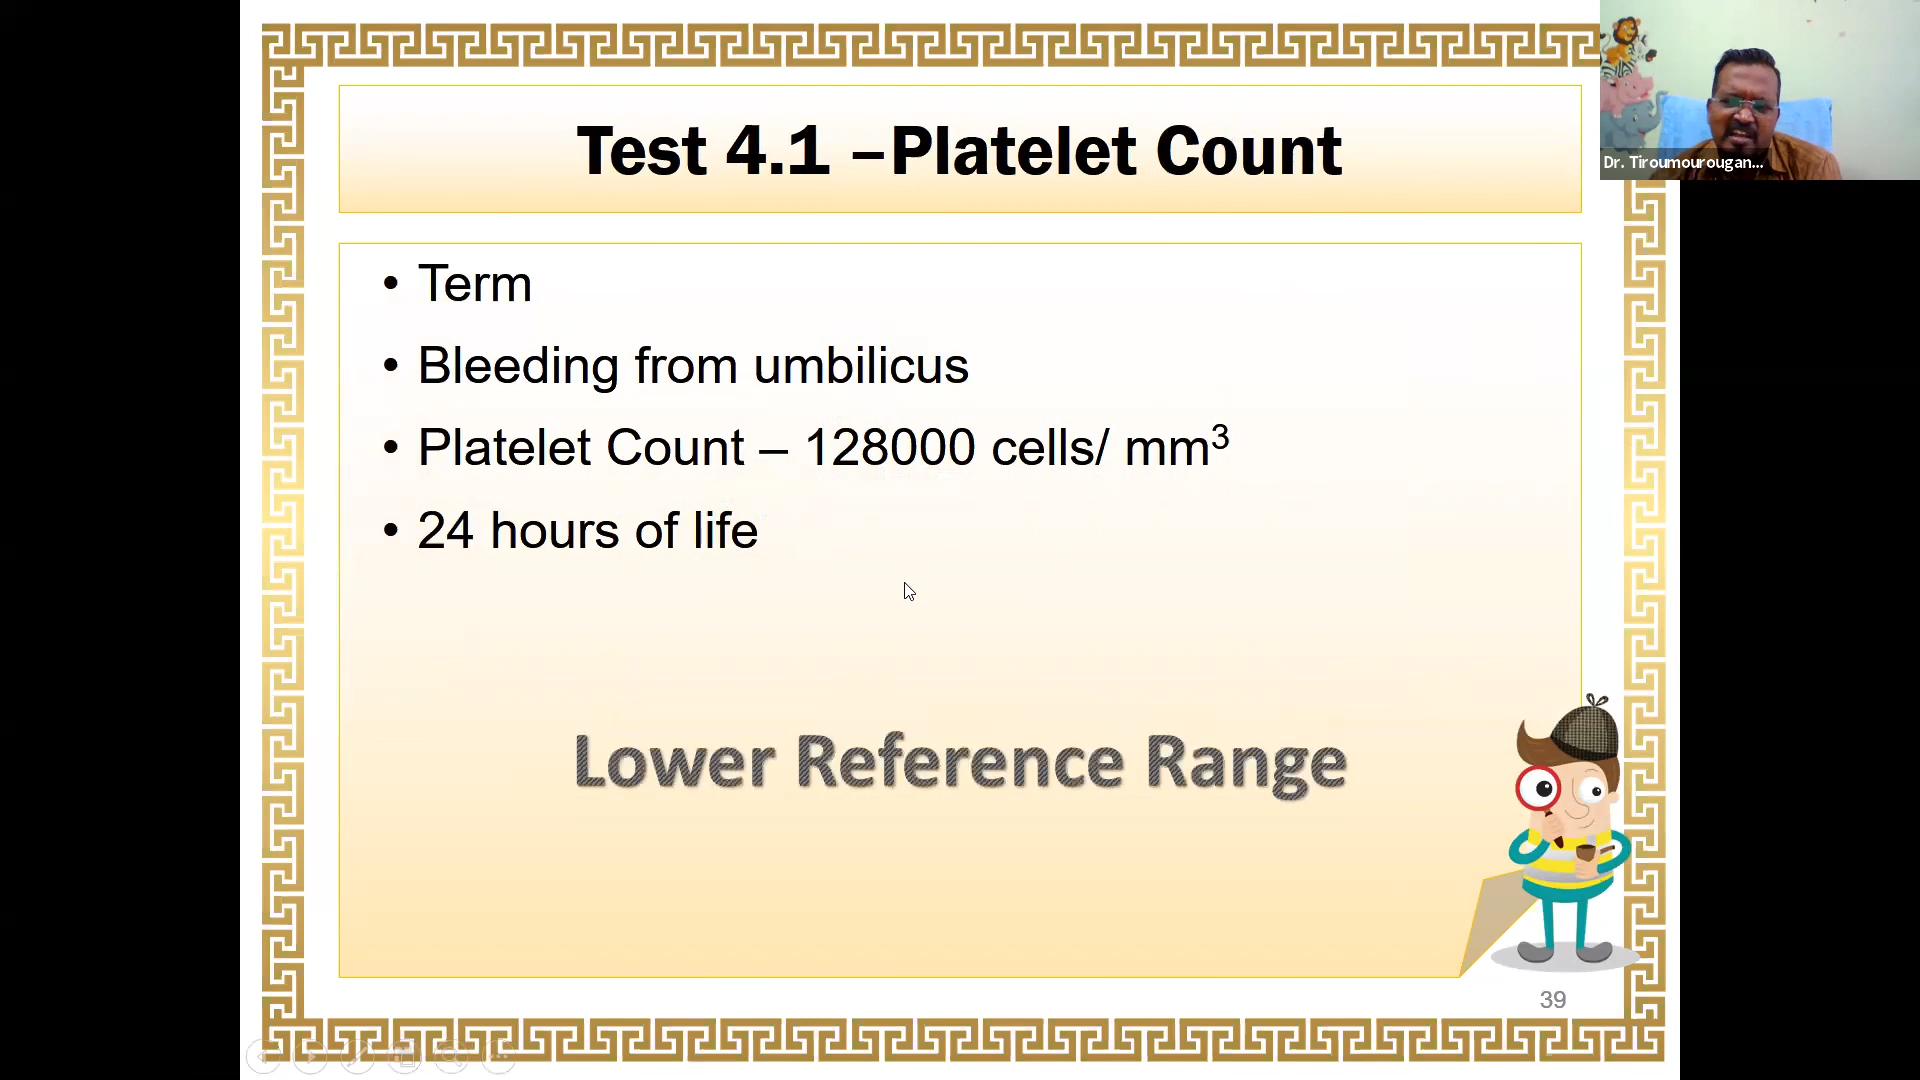 Test 4.1 –Platelet Count
Dr. Tiroumourougan...
• Term
• Bleeding from umbilicus
• Platelet Count – 128000 cells/ mm³
• 24 hours of life
Lower Reference Range
39